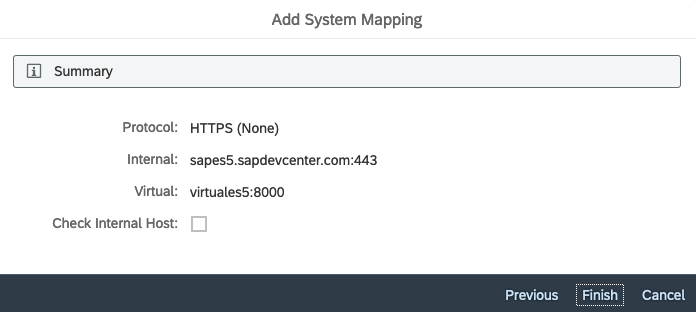 Add System Mapping
Summary
Protocol: HTTPS (None)
Internal: sapes5.sapdevcenter.com:443
Virtual: virtuales5:8000
Check Internal Host:
Previous Finish Cancel